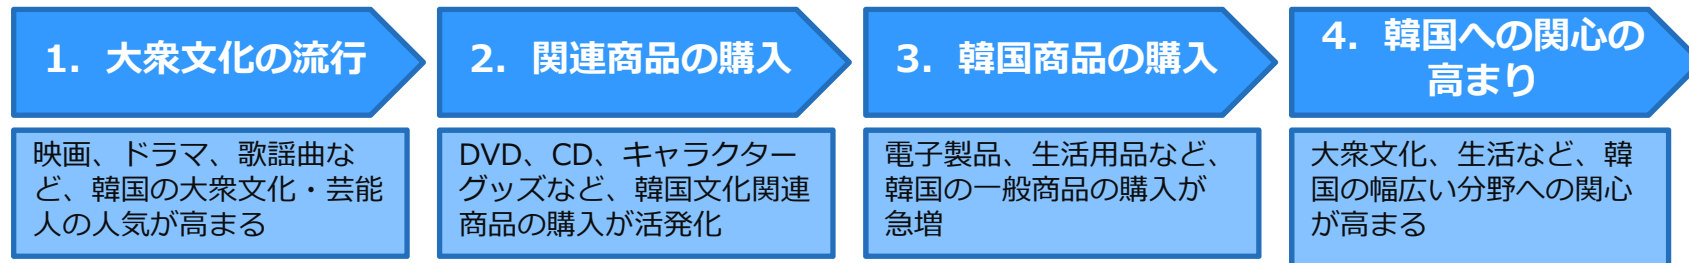 1. 大衆文化の流行
映画、ドラマ、歌謡曲な
ど、韓国の大衆文化・芸能
人の人気が高まる
2. 関連商品の購入
DVD、CD、キャラクター
グッズなど、韓国文化関連
商品の購入が活発化
3. 韓国商品の購入
電子製品、生活用品など、
韓国の一般商品の購入が
急増
4. 韓国への関心の
高まり
大衆文化、生活など、韓
国の幅広い分野への関心
が高まる